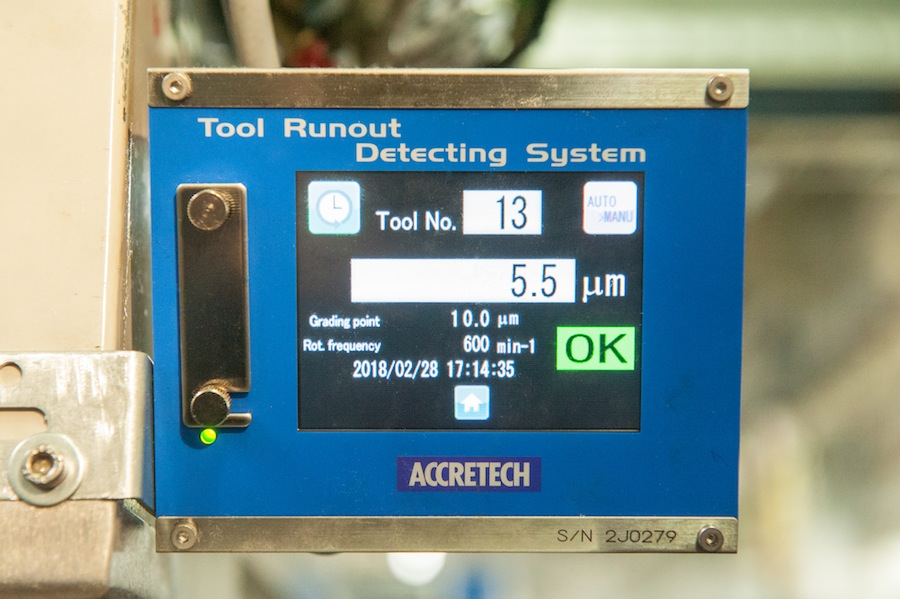 Tool Runout
Detecting System
Tool No. 13
AUTO
>MANU
5.5 μm
Grading point 10.0 μm
Rot. frequency 600 min-1
OK
2018/02/28 17:14:35
ACCRETECH
S/N 2J0279